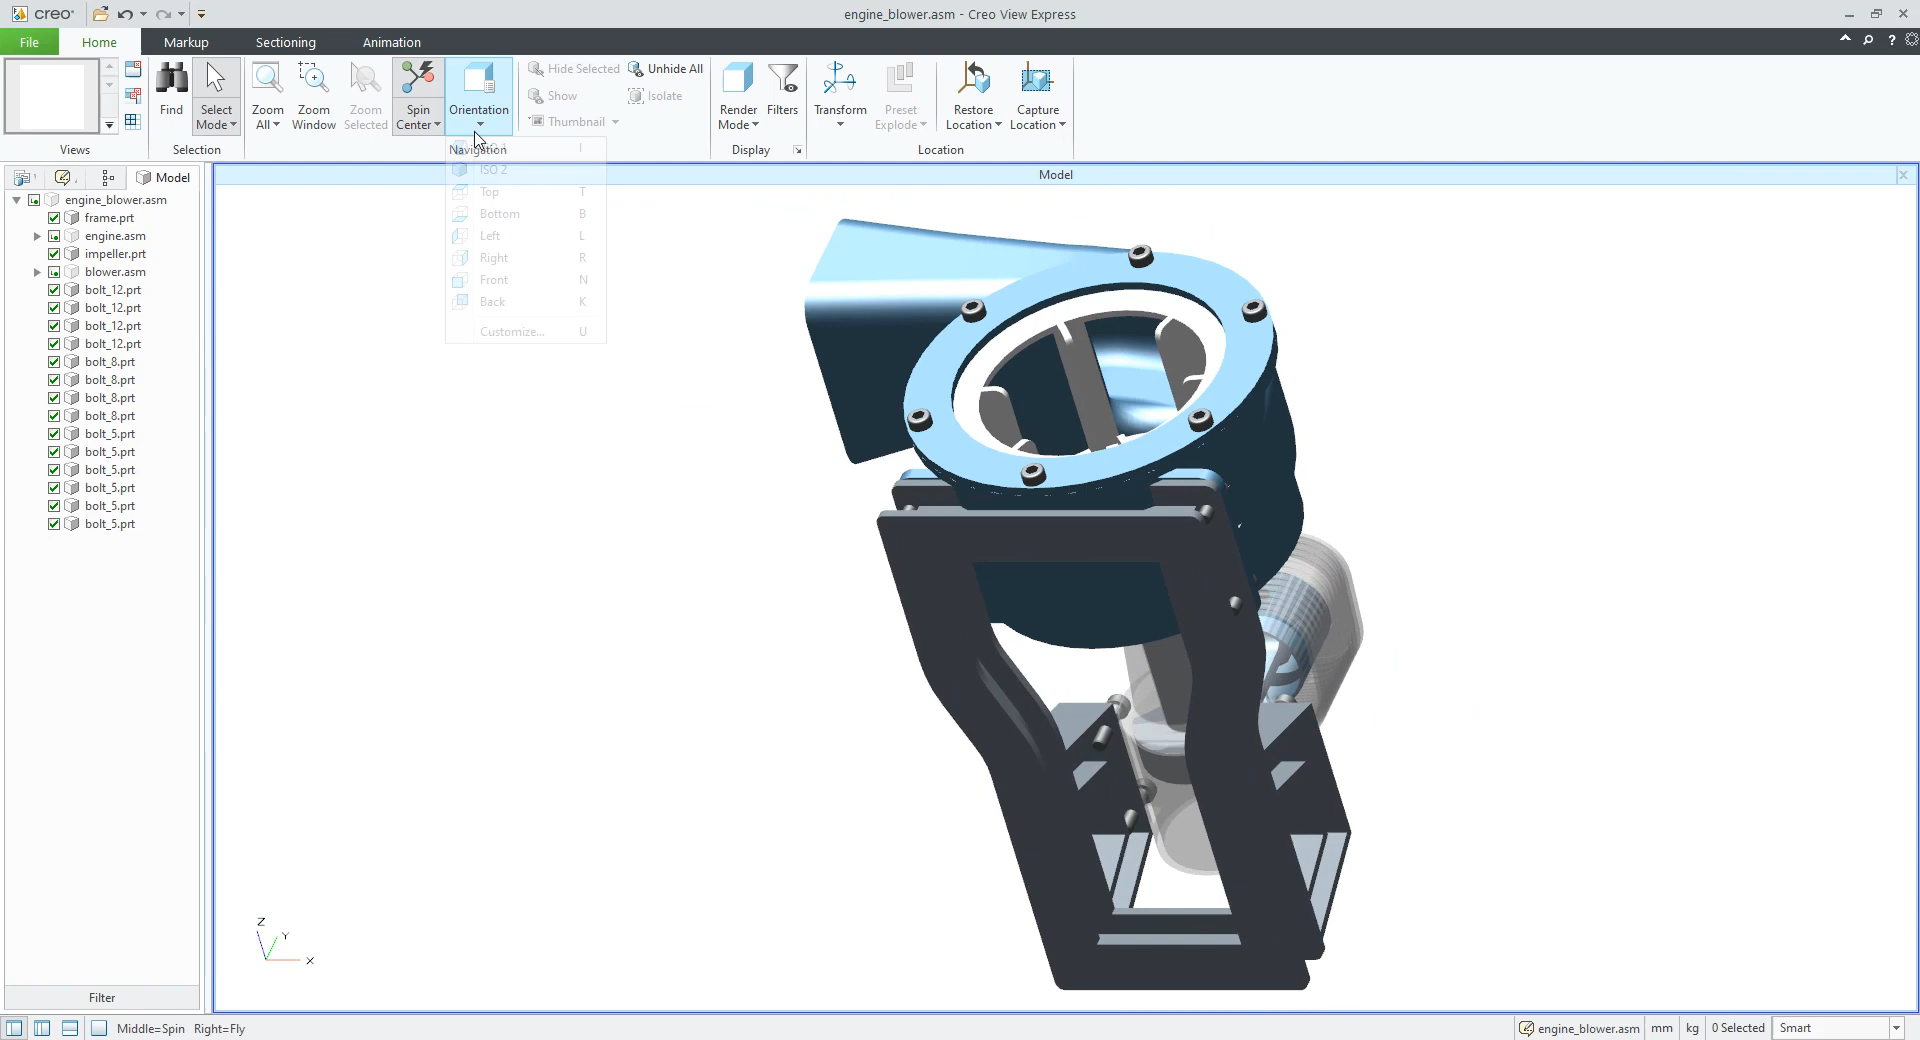 creo
engine_blower.asm - Creo View Express
File
Home
Markup
Sectioning
Animation
?
Find
Select
Mode
Zoom
All
Zoom
Window
Zoom
Selected
Spin
Center
Orientation
Hide Selected
Unhide All
Show
Isolate
Thumbnail
Render
Mode
Filters
Transform
Preset
Explode
Restore
Location
Capture
Location
Views
Selection
Navigation
Display
Location
I
ISO 2
Top T
Bottom B
Left L
Right R
Front N
Back K
Customize... U
Model
Model
engine_blower.asm
frame.prt
engine.asm
impeller.prt
blower.asm
bolt_12.prt
bolt_12.prt
bolt_12.prt
bolt_12.prt
bolt_8.prt
bolt_8.prt
bolt_8.prt
bolt_8.prt
bolt_5.prt
bolt_5.prt
bolt_5.prt
bolt_5.prt
bolt_5.prt
bolt_5.prt
Z
Y
X
Filter
Middle=Spin Right=Fly
engine_blower.asm
mm
kg
0 Selected
Smart